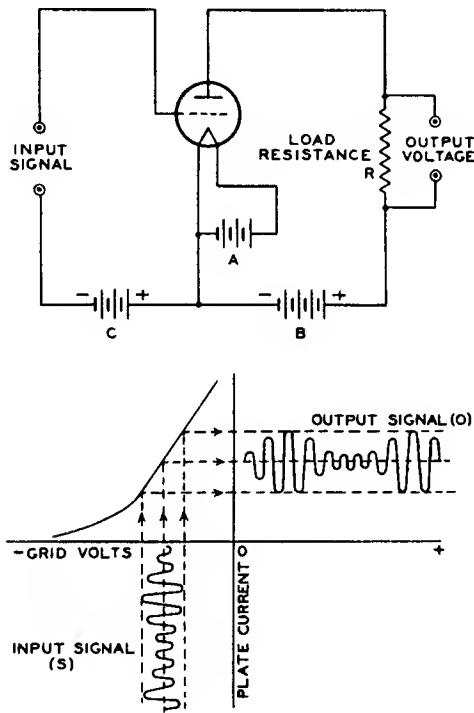 INPUT
SIGNAL
LOAD
RESISTANCE
R
OUTPUT
VOLTAGE
A
- +
C
- +
B
OUTPUT SIGNAL (O)
-GRID VOLTS
O
+
PLATE CURRENT
INPUT SIGNAL
(S)